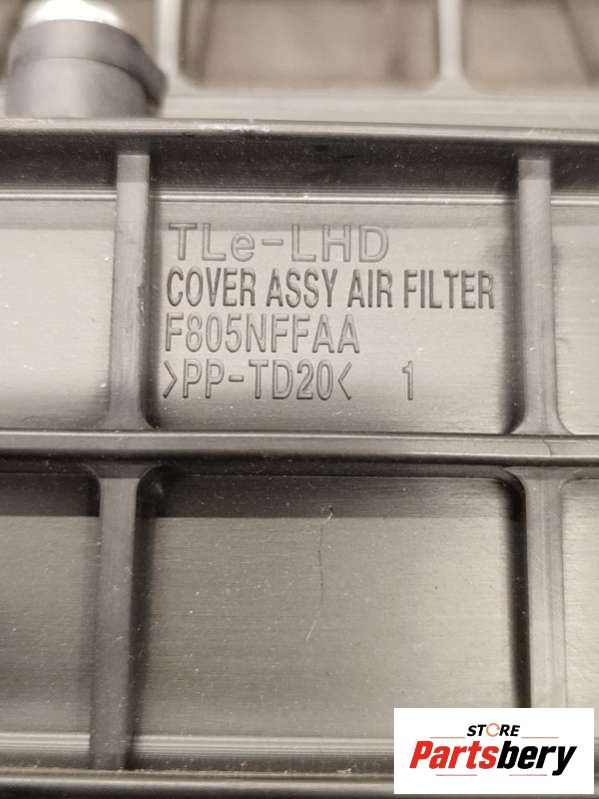 TLe-LHD
COVER ASSY AIR FILTER
F805NFFAA
>PP-TD20< 1
STORE
Partsbery